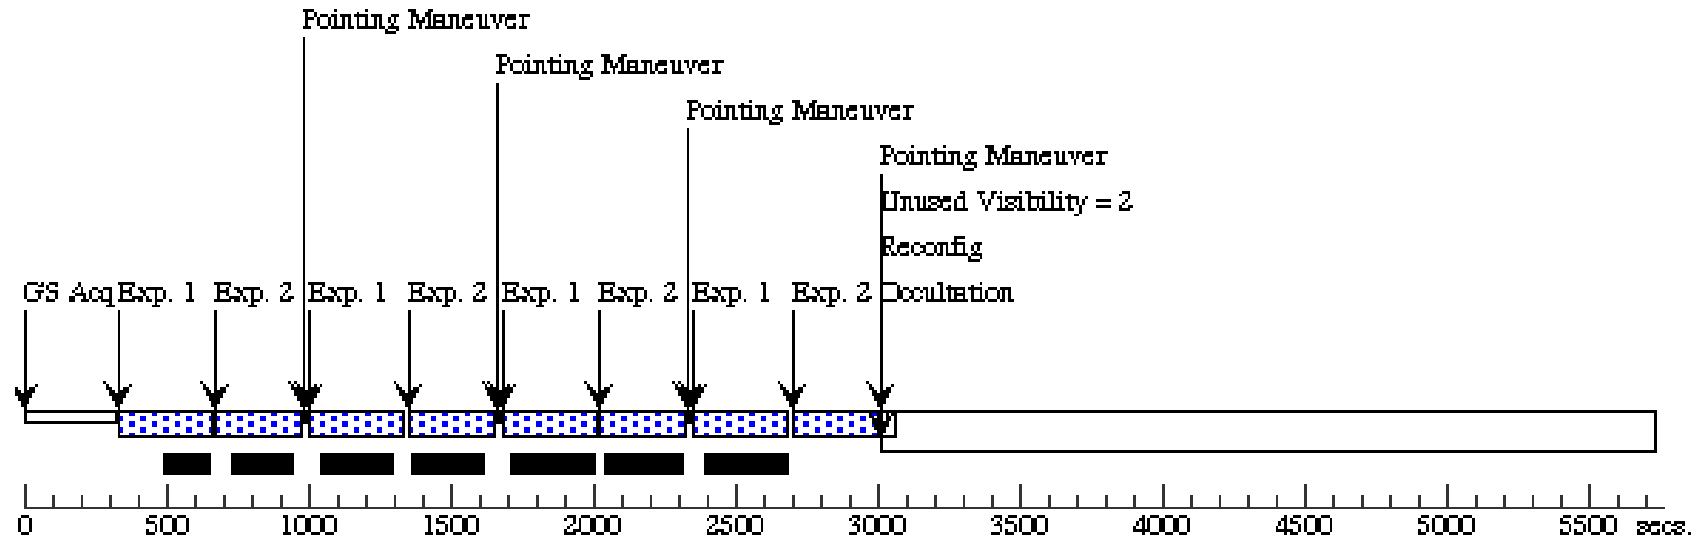 Pointing Maneuver
Pointing Maneuver
Pointing Maneuver
Pointing Maneuver
Unused Visibility = 2
Reconfig
GS Acq Exp. 1 Exp. 2 Exp. 1 Exp. 2 Exp. 1 Exp. 2 Exp. 1 Exp. 2 Occultation
0 500 1000 1500 2000 2500 3000 3500 4000 4500 5000 5500 secs.